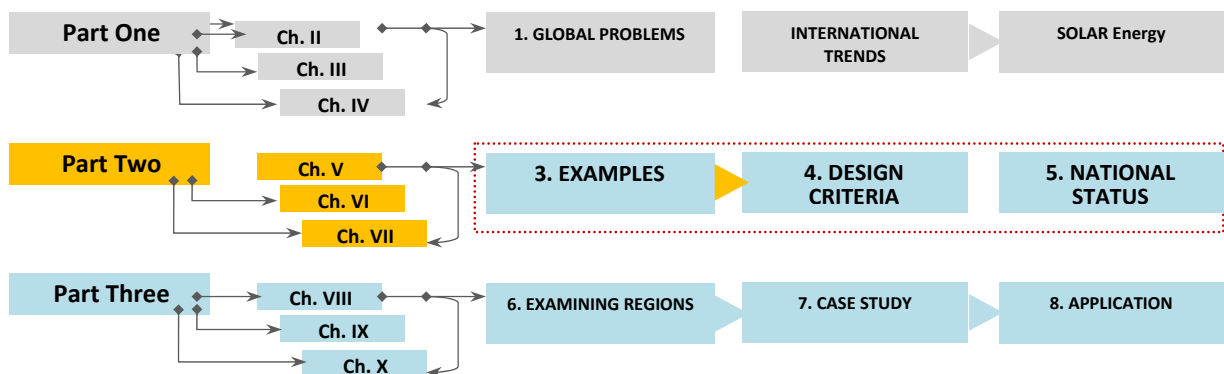 Part One
Ch. II
Ch. III
Ch. IV
1. GLOBAL PROBLEMS
INTERNATIONAL
TRENDS
SOLAR Energy
Part Two
Ch. V
Ch. VI
Ch. VII
3. EXAMPLES
4. DESIGN
CRITERIA
5. NATIONAL
STATUS
Part Three
Ch. VIII
Ch. IX
Ch. X
6. EXAMINING REGIONS
7. CASE STUDY
8. APPLICATION